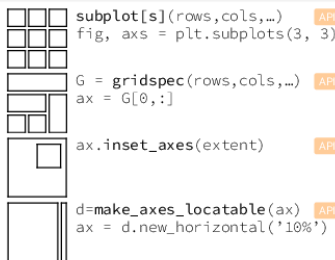 subplot[s](rows,cols,…)
fig, axs = plt.subplots(3, 3)
G = gridspec(rows,cols,…)
ax = G[0,:]
ax.inset_axes(extent)
d=make_axes_locatable(ax)
ax = d.new_horizontal('10%')